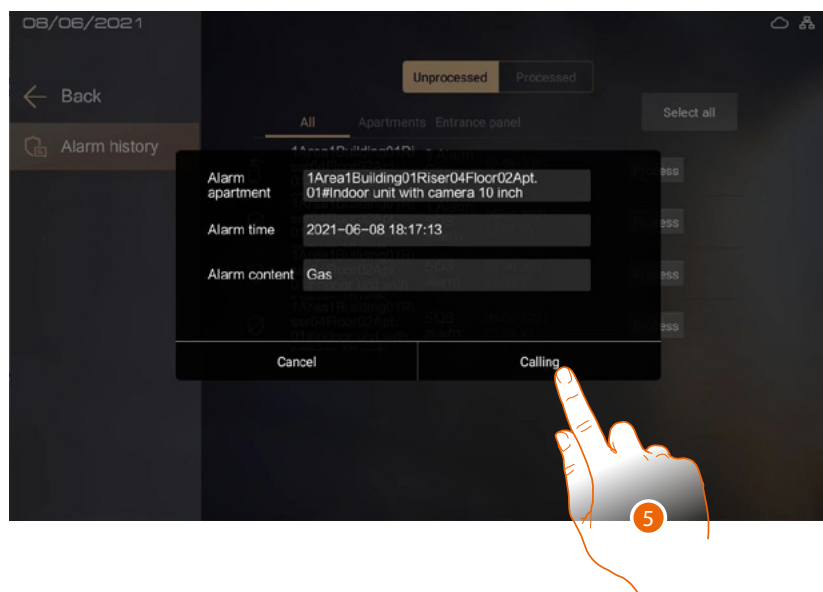 08/06/2021
Unprocessed Processed
Back
Select all
All Apartments Entrance panel
Alarm history
Alarm apartment
1Area1Building01Riser04Floor02Apt.
01#Indoor unit with camera 10 inch
Alarm time 2021-06-08 18:17:13
Alarm content Gas
Cancel Calling
5